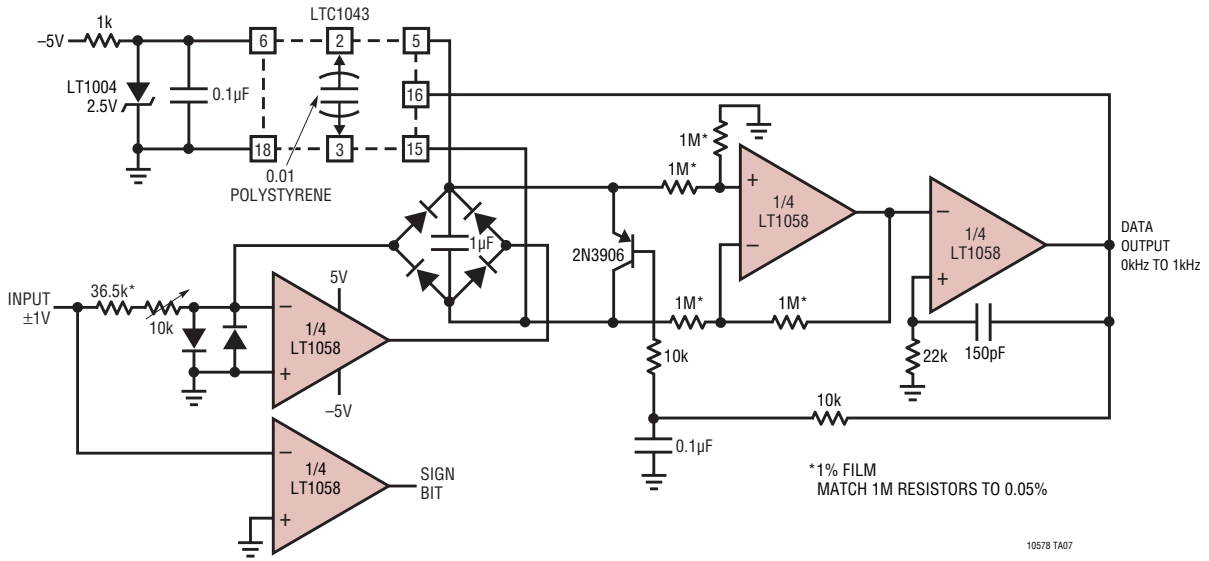 LTC1043
1k
–5V
6
2
5
LT1004
2.5V
0.1µF
16
18
3
15
0.01
POLYSTYRENE
1M*
1M*
+
–
1/4
LT1058
–
+
1/4
LT1058
DATA
OUTPUT
0kHz TO 1kHz
1µF
2N3906
INPUT
±1V
36.5k*
10k
5V
–
+
1/4
LT1058
–5V
1M*
1M*
10k
22k
150pF
10k
0.1µF
–
+
1/4
LT1058
SIGN
BIT
*1% FILM
MATCH 1M RESISTORS TO 0.05%
10578 TA07